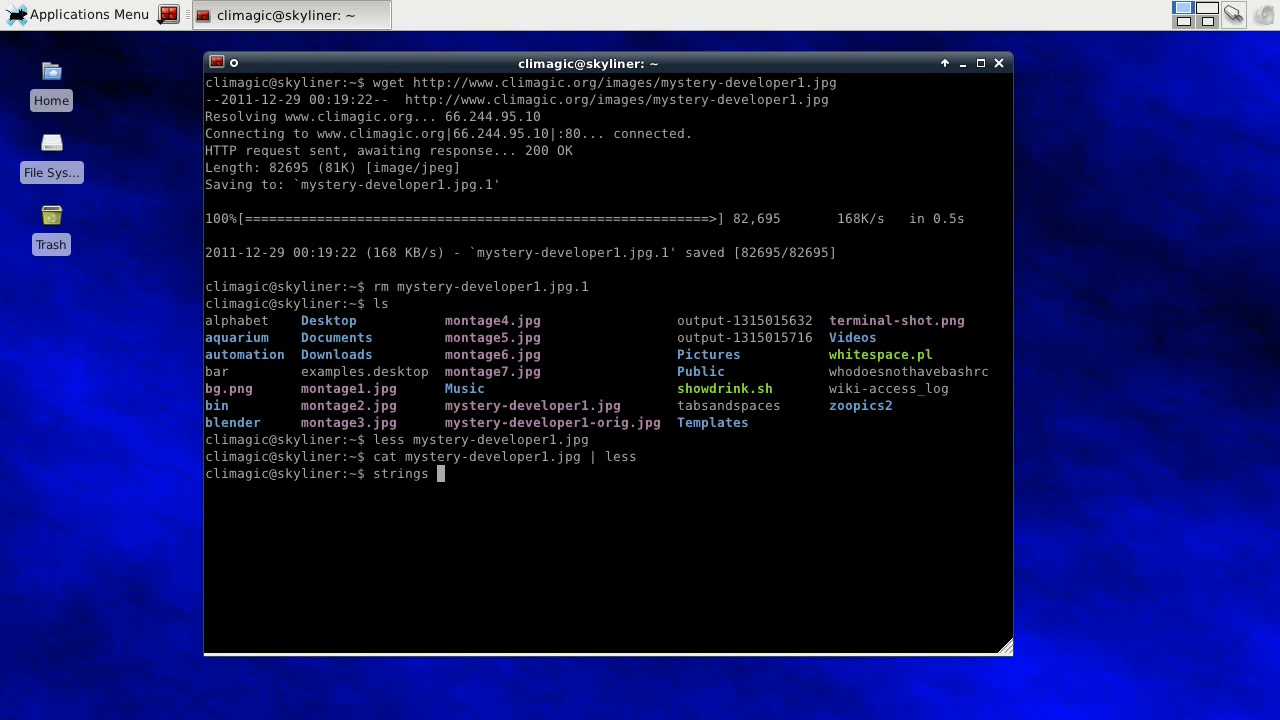 Applications Menu climagic@skyliner: ~
Home
File Sys...
Trash
climagic@skyliner: ~
climagic@skyliner:~$ wget http://www.climagic.org/images/mystery-developer1.jpg
--2011-12-29 00:19:22--  http://www.climagic.org/images/mystery-developer1.jpg
Resolving www.climagic.org... 66.244.95.10
Connecting to www.climagic.org|66.244.95.10|:80... connected.
HTTP request sent, awaiting response... 200 OK
Length: 82695 (81K) [image/jpeg]
Saving to: `mystery-developer1.jpg.1'
100%[==========================================================>] 82,695       168K/s   in 0.5s
2011-12-29 00:19:22 (168 KB/s) - `mystery-developer1.jpg.1' saved [82695/82695]
climagic@skyliner:~$ rm mystery-developer1.jpg.1
climagic@skyliner:~$ ls
alphabet    Desktop           montage4.jpg                 output-1315015632  terminal-shot.png
aquarium    Documents         montage5.jpg                 output-1315015716  Videos
automation  Downloads         montage6.jpg                 Pictures           whitespace.pl
bar         examples.desktop  montage7.jpg                 Public             whodoesnothavebashrc
bg.png      montage1.jpg      Music                        showdrink.sh       wiki-access_log
bin         montage2.jpg      mystery-developer1.jpg       tabsandspaces      zoopics2
blender     montage3.jpg      mystery-developer1-orig.jpg  Templates
climagic@skyliner:~$ less mystery-developer1.jpg
climagic@skyliner:~$ cat mystery-developer1.jpg | less
climagic@skyliner:~$ strings